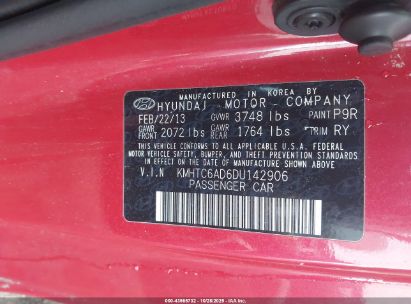 MANUFACTURED IN KOREA BY
HYUNDAI MOTOR COMPANY
FEB/22/13 GVWR 3748 lbs PAINT P9R
GAWR FRONT 2072 lbs GAWR REAR 1764 lbs *TRIM RY
THIS VEHICLE CONFORMS TO ALL APPLICABLE U.S.A. FEDERAL
MOTOR VEHICLE SAFETY, BUMPER, AND THEFT PREVENTION
STANDARDS IN EFFECT ON THE DATE OF MANUFACTURE
SHOWN ABOVE.
V.I.N KMHTC6AD6DU142906
PASSENGER CAR